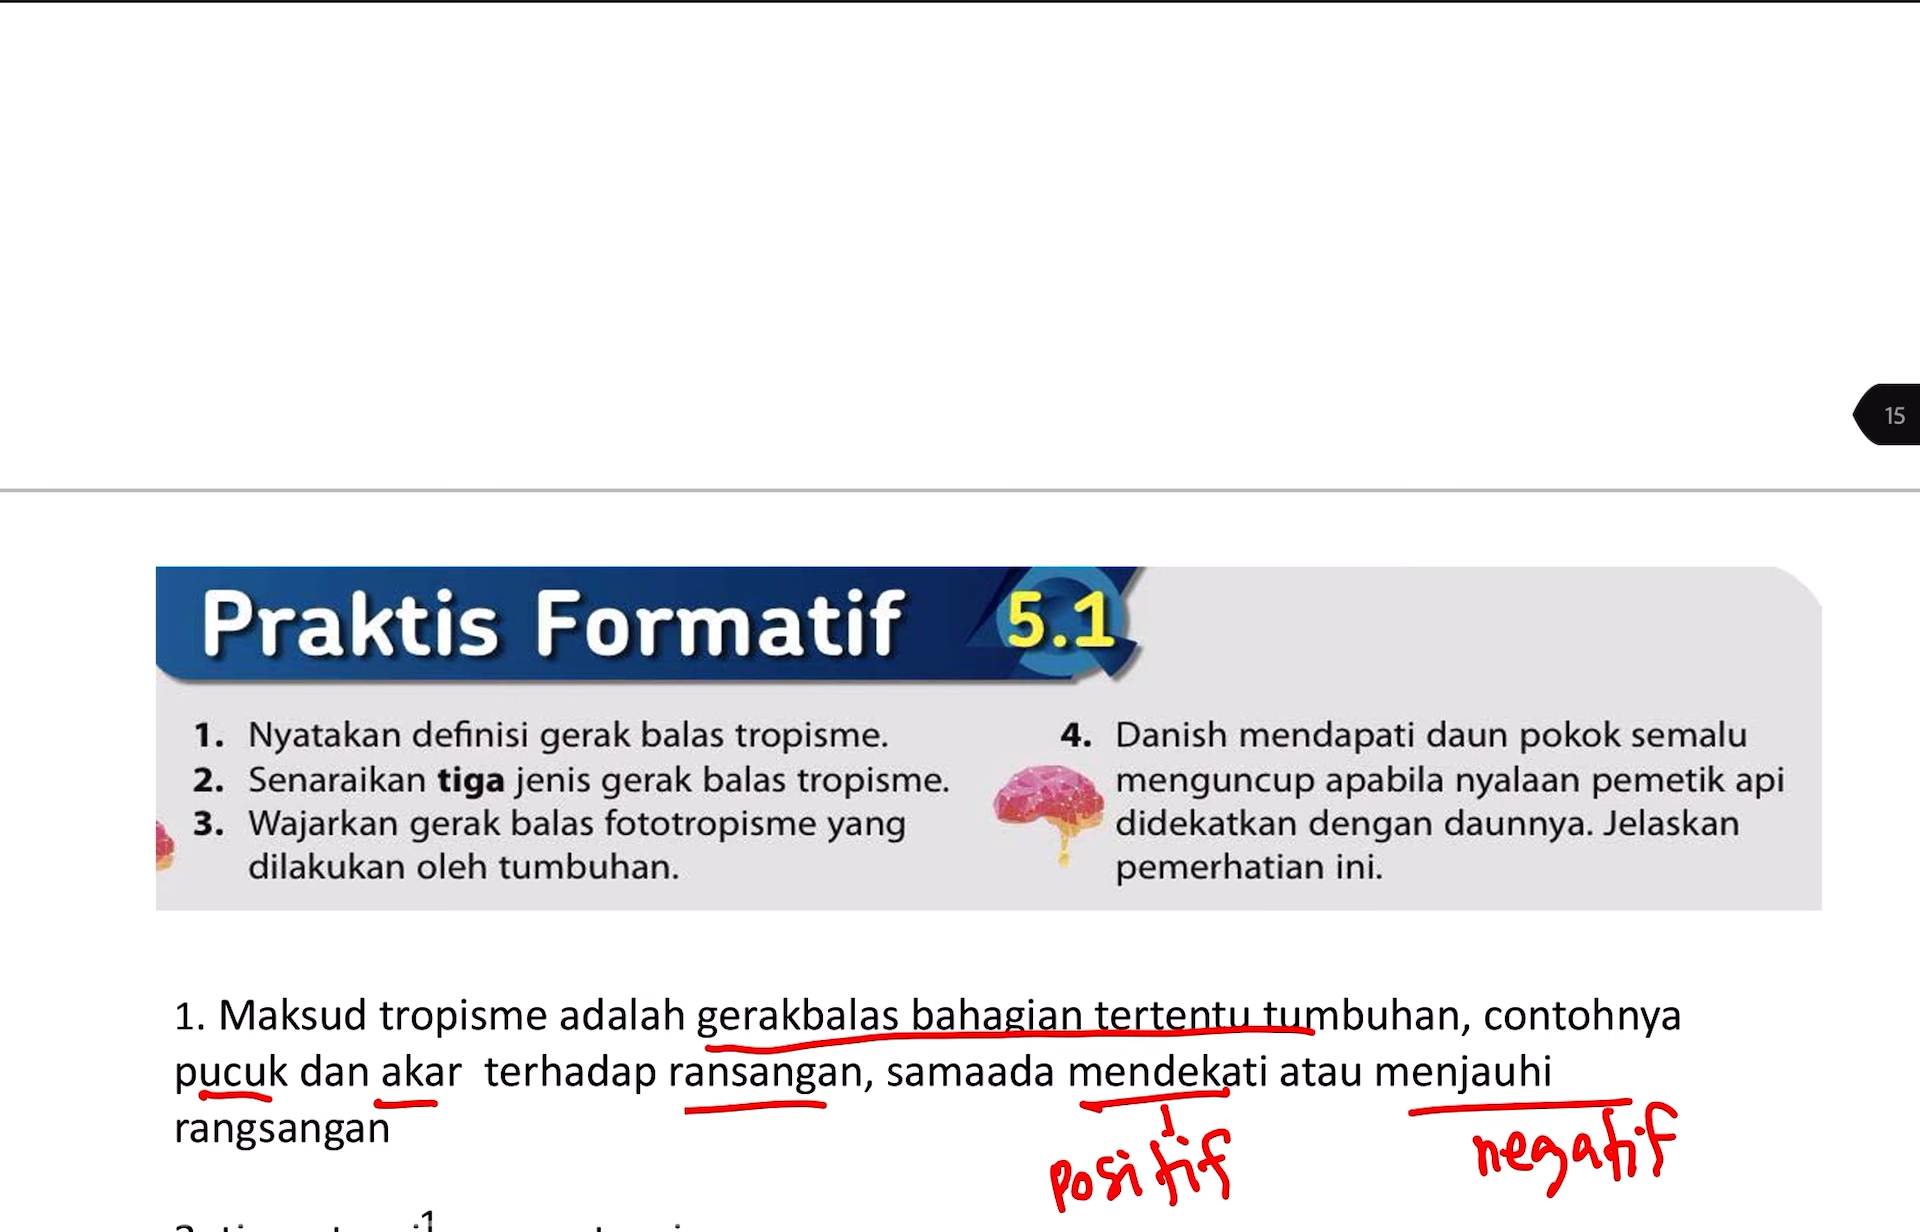 15
Praktis Formatif 5.1
1. Nyatakan definisi gerak balas tropisme.
2. Senaraikan tiga jenis gerak balas tropisme.
3. Wajarkan gerak balas fototropisme yang
dilakukan oleh tumbuhan.
4. Danish mendapati daun pokok semalu
menguncup apabila nyalaan pemetik api
didekatkan dengan daunnya. Jelaskan
pemerhatian ini.
1. Maksud tropisme adalah gerakbalas bahagian tertentu tumbuhan, contohnya
pucuk dan akar terhadap ransangan, samaada mendekati atau menjauhi
rangsangan
positif
negatif